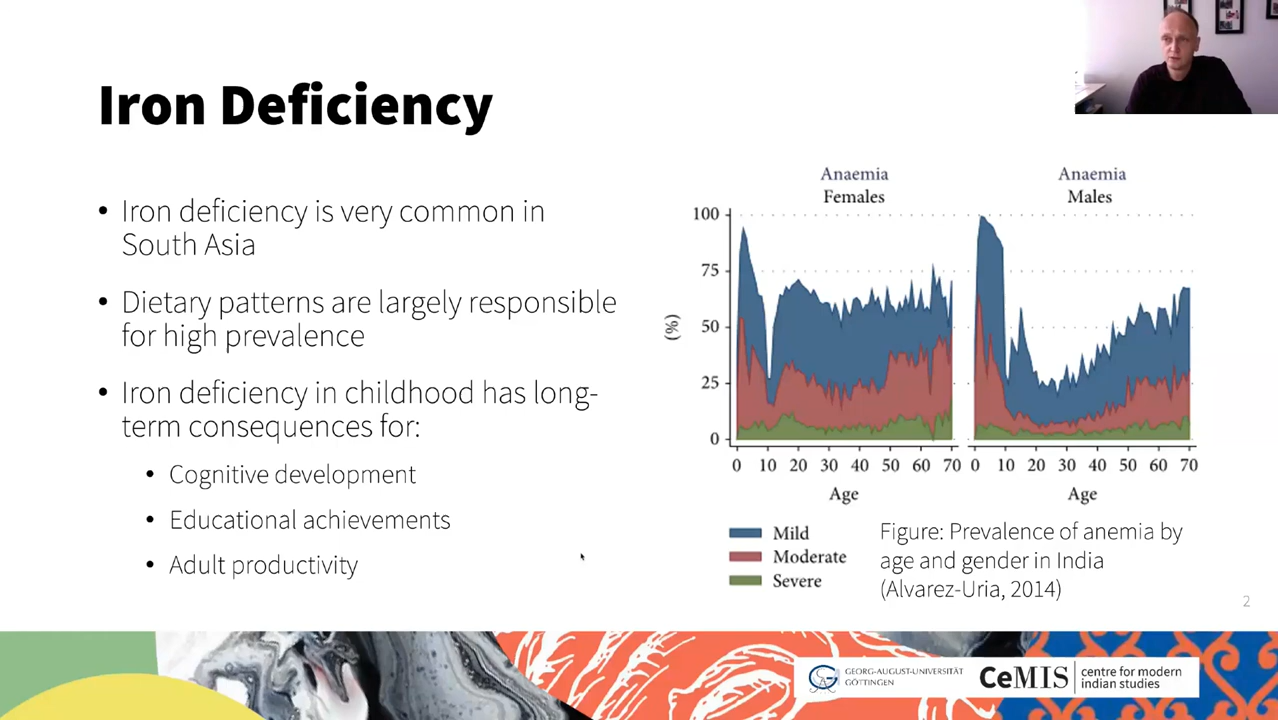 Iron Deficiency
• Iron deficiency is very common in
South Asia
• Dietary patterns are largely responsible
for high prevalence
• Iron deficiency in childhood has long-
term consequences for:
• Cognitive development
• Educational achievements
• Adult productivity
Anaemia
Females
Anaemia
Males
(%)
100
75
50
25
0
0 10 20 30 40 50 60 70
0 10 20 30 40 50 60 70
Age
Age
Mild
Moderate
Severe
Figure: Prevalence of anemia by
age and gender in India
(Alvarez-Uria, 2014)
2
GEORG-AUGUST-UNIVERSITÄT
GÖTTINGEN
CeMIS
centre for modern
indian studies